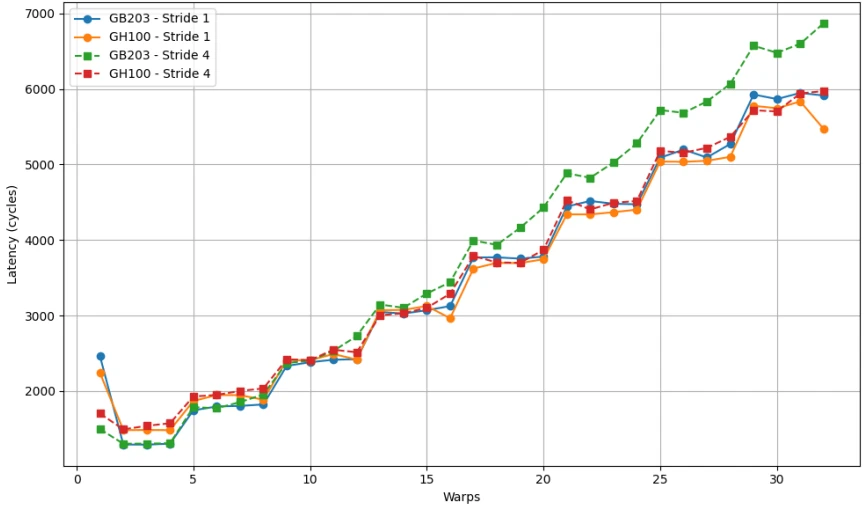 GB203 - Stride 1
GH100 - Stride 1
GB203 - Stride 4
GH100 - Stride 4
7000
6000
5000
4000
3000
2000
Latency (cycles)
0 5 10 15 20 25 30
Warps